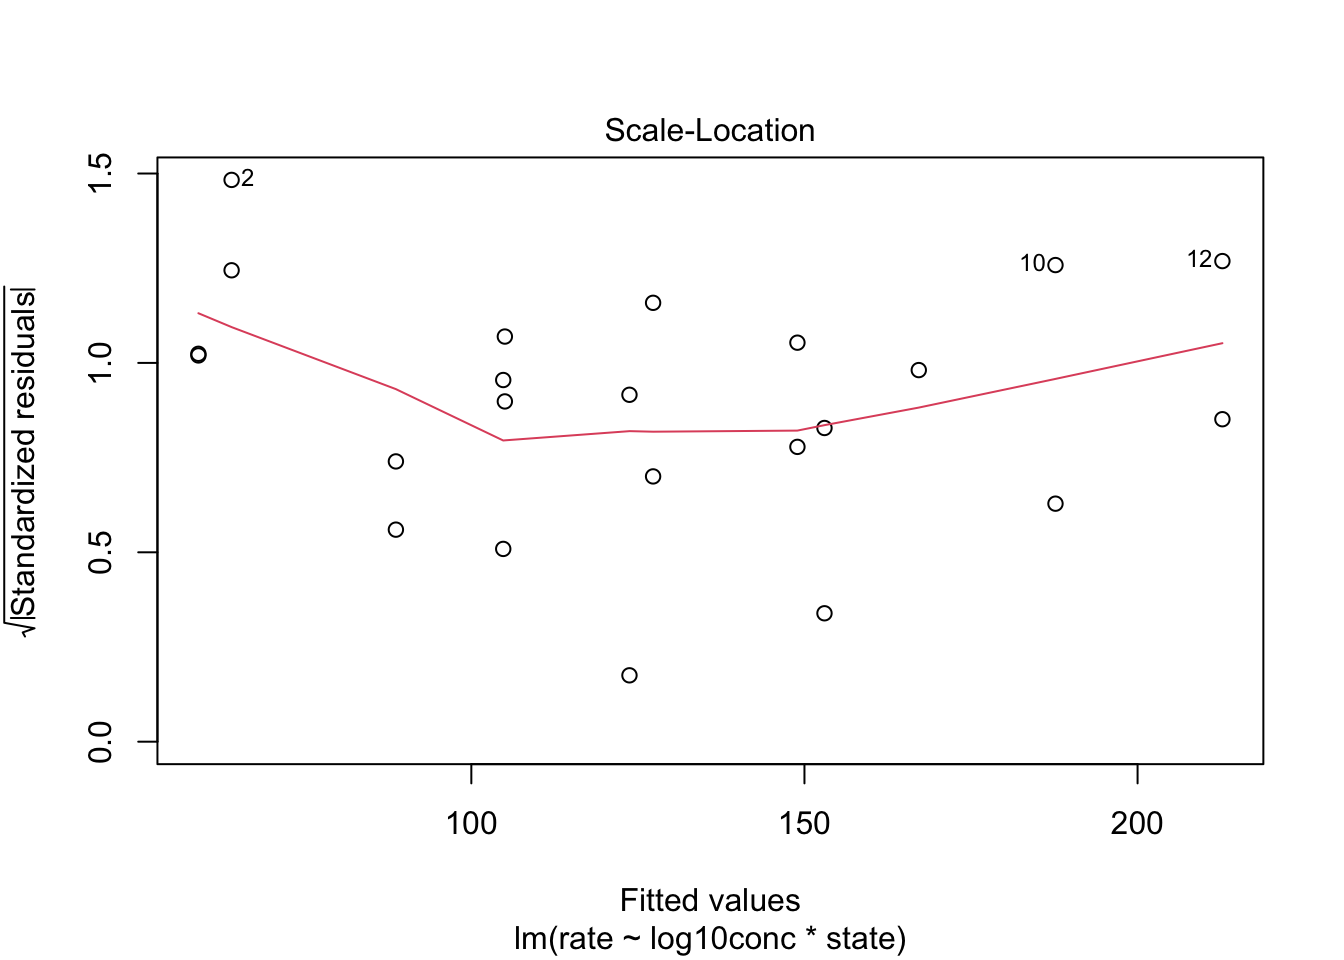 Scale-Location
√|Standardized residuals|
1.5
1.0
0.5
0.0
2
10
12
100
150
200
Fitted values
lm(rate ~ log10conc * state)